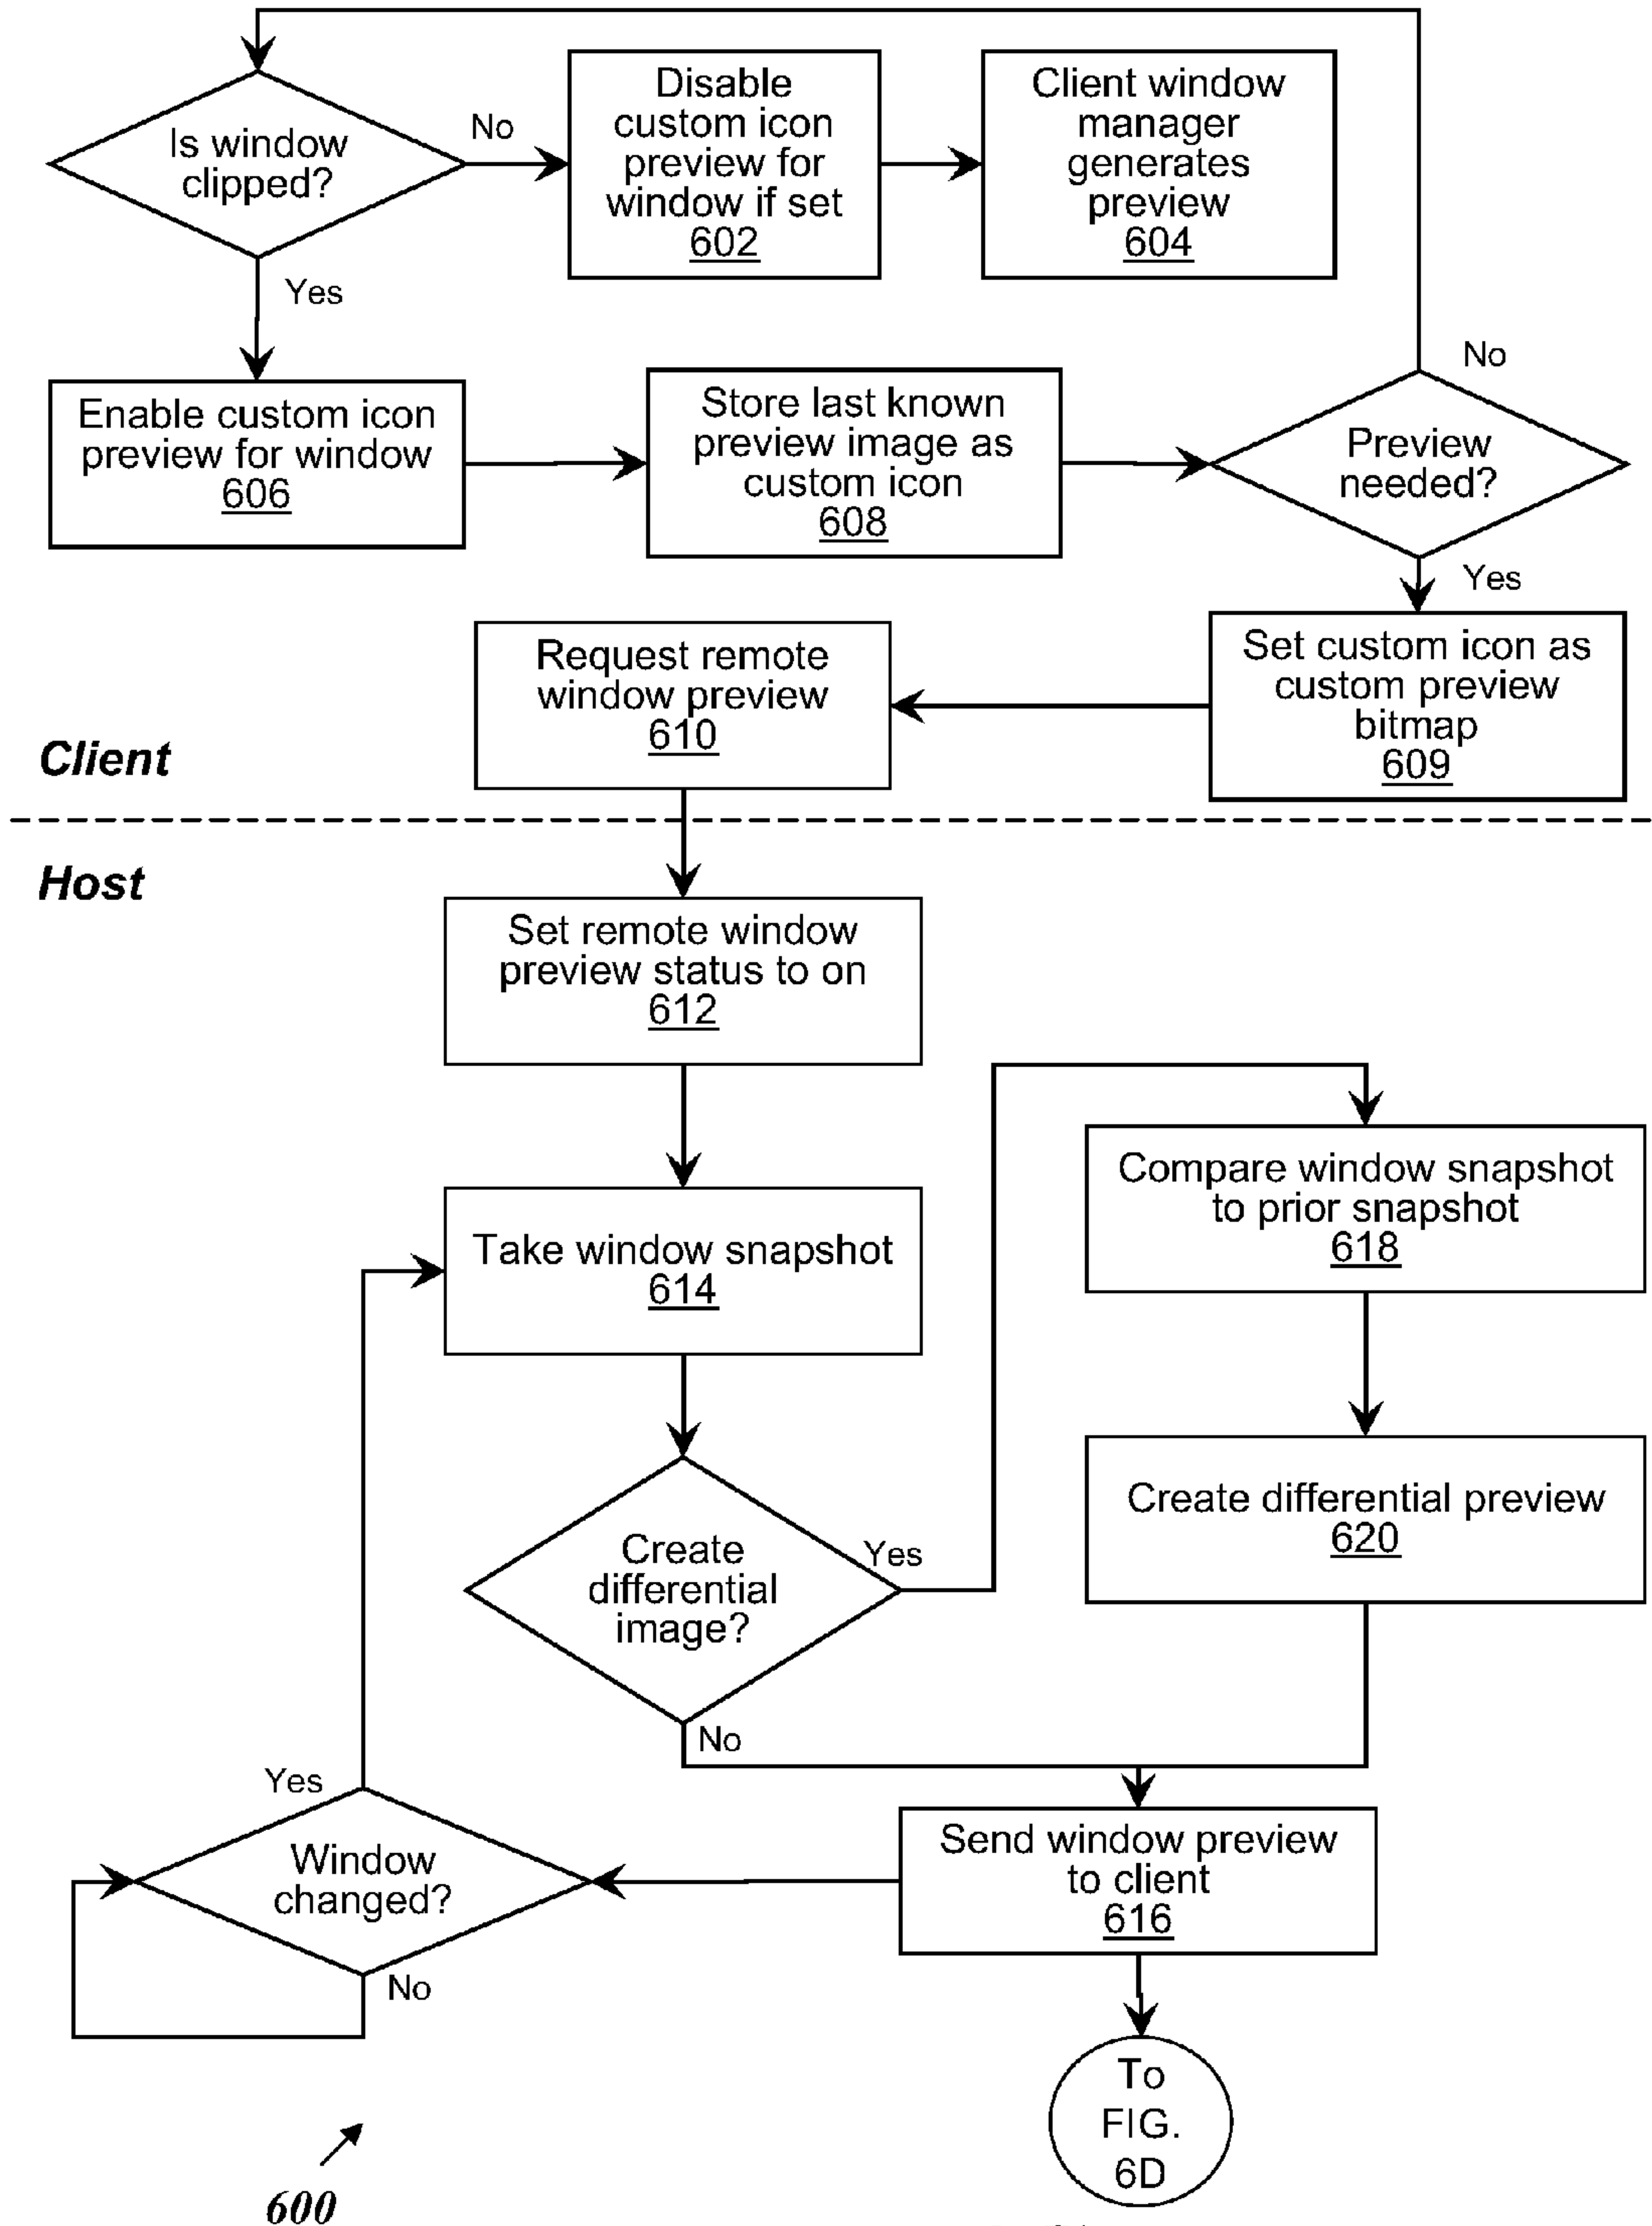 Is window
clipped?
No
Disable
custom icon
preview for
window if set
602
Client window
manager
generates
preview
604
Yes
Enable custom icon
preview for window
606
Store last known
preview image as
custom icon
608
No
Preview
needed?
Yes
Set custom icon as
custom preview
bitmap
609
Request remote
window preview
610
Client
Host
Set remote window
preview status to on
612
Take window snapshot
614
Compare window snapshot
to prior snapshot
618
Create differential preview
620
Create
differential
image?
Yes
No
Send window preview
to client
616
Yes
Window
changed?
No
To
FIG.
6D
600